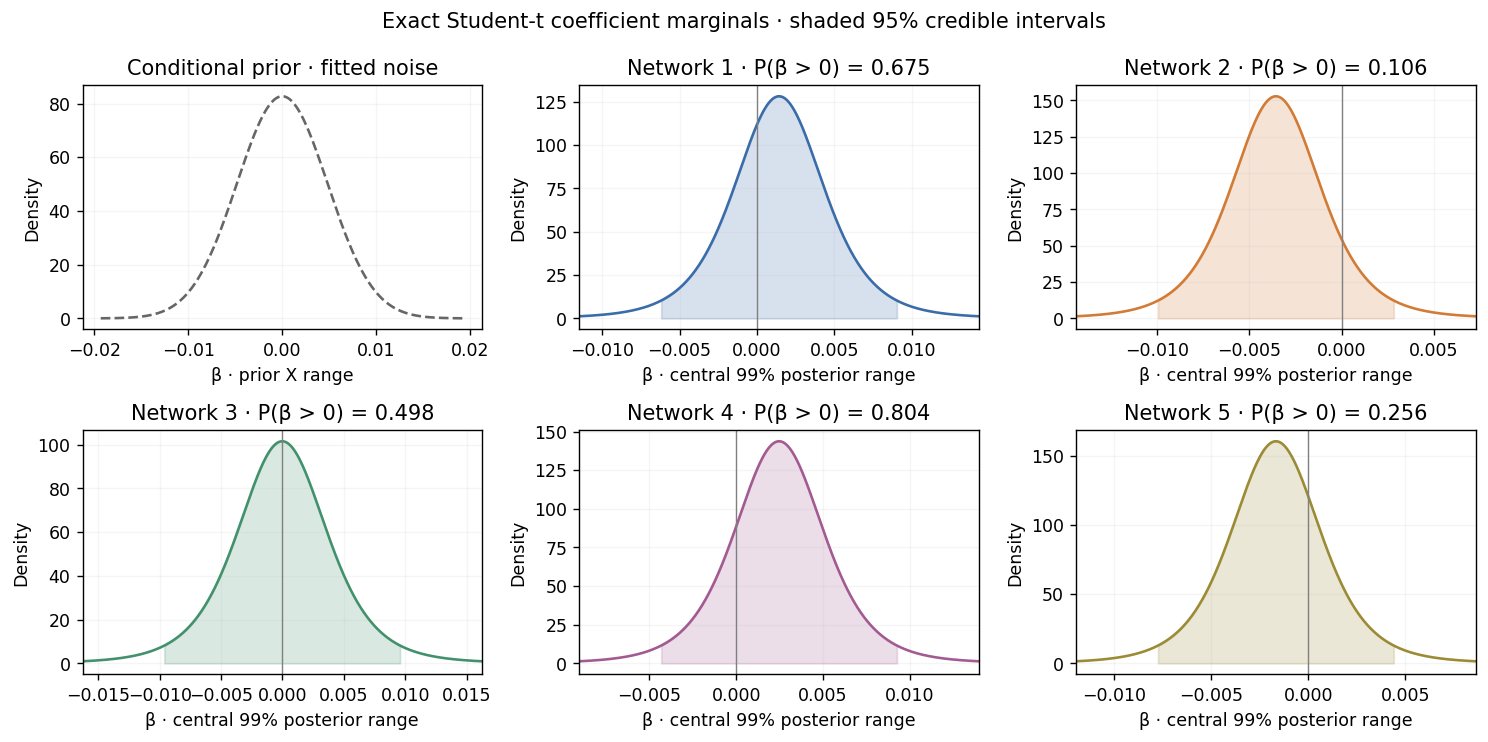 Exact Student-t coefficient marginals · shaded 95% credible intervals
Conditional prior · fitted noise
Density
80
60
40
20
0
−0.02 −0.01 0.00 0.01 0.02
β · prior X range
Network 1 · P(β > 0) = 0.675
Density
125
100
75
50
25
0
−0.010 −0.005 0.000 0.005 0.010
β · central 99% posterior range
Network 2 · P(β > 0) = 0.106
Density
150
125
100
75
50
25
0
−0.010 −0.005 0.000 0.005
β · central 99% posterior range
Network 3 · P(β > 0) = 0.498
Density
100
80
60
40
20
0
−0.015 −0.010 −0.005 0.000 0.005 0.010 0.015
β · central 99% posterior range
Network 4 · P(β > 0) = 0.804
Density
150
125
100
75
50
25
0
−0.005 0.000 0.005 0.010
β · central 99% posterior range
Network 5 · P(β > 0) = 0.256
Density
150
100
50
0
−0.010 −0.005 0.000 0.005
β · central 99% posterior range